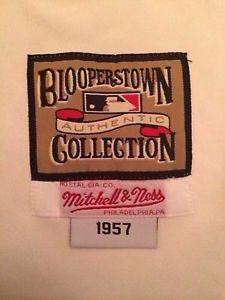 BLOOPERSTOWN
AUTHENTIC
COLLECTION
NOSTALGIA CO.
Mitchell & Ness
PHILADELPHIA, PA
1957